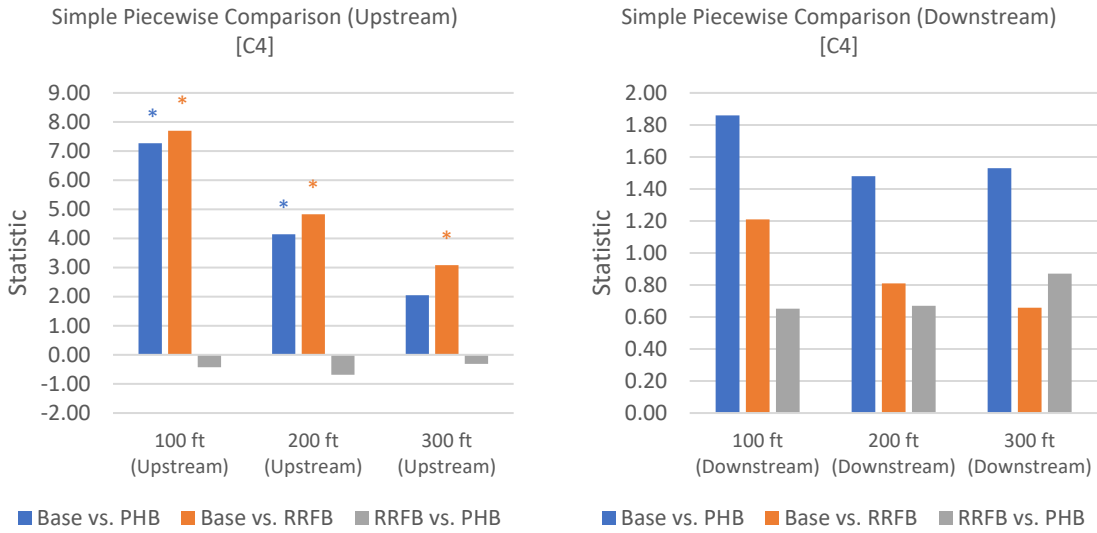 Simple Piecewise Comparison (Upstream)
[C4]
Statistic
9.00
8.00
7.00
6.00
5.00
4.00
3.00
2.00
1.00
0.00
-1.00
-2.00
* *
* *
*
100 ft 200 ft 300 ft
(Upstream) (Upstream) (Upstream)
Base vs. PHB Base vs. RRFB RRFB vs. PHB
Simple Piecewise Comparison (Downstream)
[C4]
Statistic
2.00
1.80
1.60
1.40
1.20
1.00
0.80
0.60
0.40
0.20
0.00
100 ft 200 ft 300 ft
(Downstream) (Downstream) (Downstream)
Base vs. PHB Base vs. RRFB RRFB vs. PHB